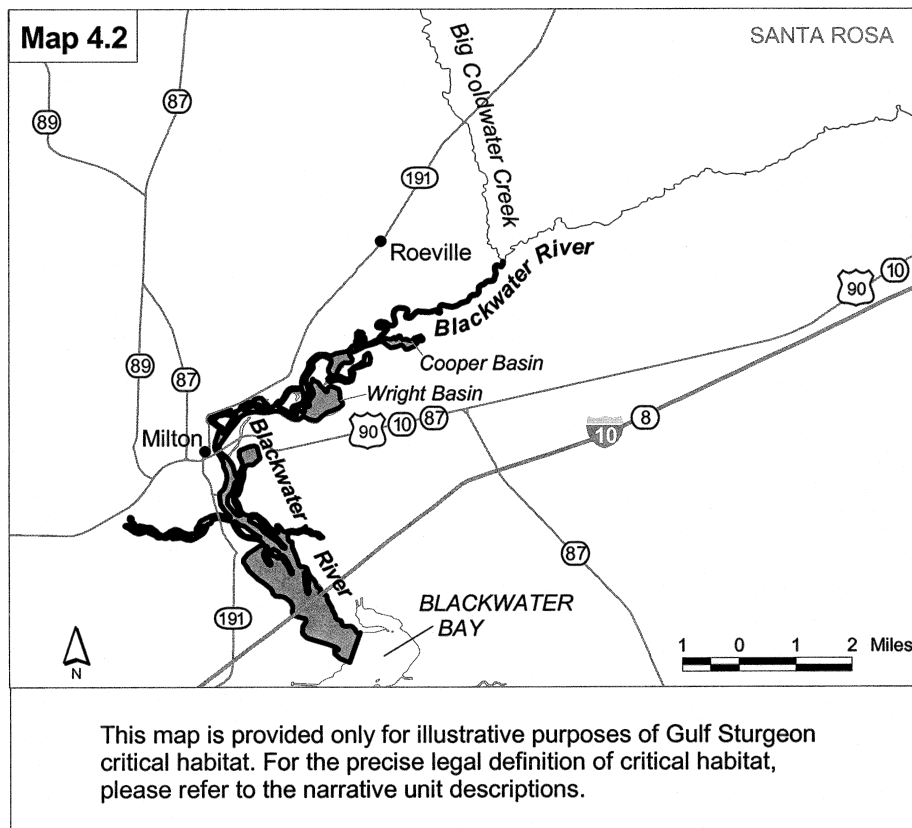 Map 4.2
SANTA ROSA
Big Coldwater Creek
87
89
191
Roeville
Blackwater River
10
90
Cooper Basin
Wright Basin
89
87
90
10
87
10
8
Milton
Blackwater River
87
191
BLACKWATER
BAY
N
1 0 1 2 Miles
This map is provided only for illustrative purposes of Gulf Sturgeon
critical habitat. For the precise legal definition of critical habitat,
please refer to the narrative unit descriptions.